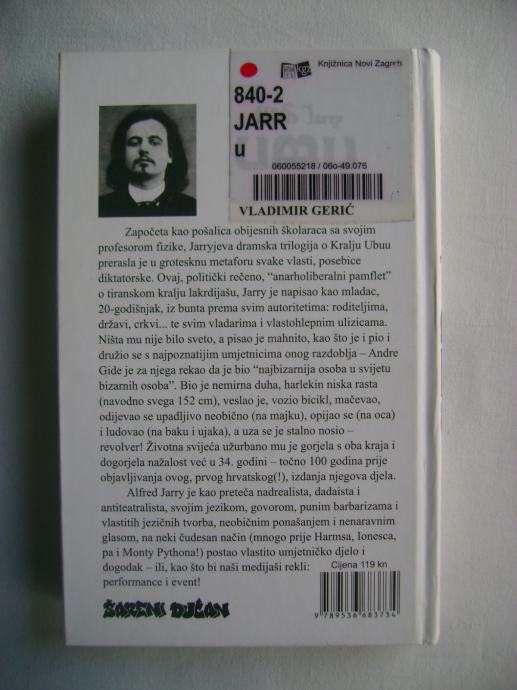 kgz
Knjižnica Novi Zagreb
840-2
JARR
u
060055218 / 06o-49.076
VLADIMIR GERIĆ
Započeta kao pošalica obijesnih školaraca sa svojim
profesorom fizike, Jarryjeva dramska trilogija o Kralju Ubuu
prerasla je u grotesknu metaforu svake vlasti, posebice
diktatorske. Ovaj, politički rečeno, “anarholiberalni pamflet”
o tiranskom kralju lakrdijašu, Jarry je napisao kao mladac,
20-godišnjak, iz bunta prema svim autoritetima: roditeljima,
državi, crkvi... te svim vladarima i vlastohlepnim ulizicama.
Ništa mu nije bilo sveto, a pisao je mahnito, kao što je i pio i
družio se s najpoznatijim umjetnicima onog razdoblja – Andre
Gide je za njega rekao da je bio “najbizarnija osoba u svijetu
bizarnih osoba”. Bio je nemirna duha, harlekin niska rasta
(navodno svega 152 cm), veslao je, vozio bicikl, mačevao,
odijevao se upadljivo neobično (na majku), opijao se (na oca)
i ludovao (na baku i ujaka), a uza se je stalno nosio –
revolver! Životna svijeća užurbano mu je gorjela s oba kraja i
dogorjela nažalost već u 34. godini – točno 100 godina prije
objavljivanja ovog, prvog hrvatskog(!), izdanja njegova djela.
Alfred Jarry je kao preteča nadrealista, dadaista i
antiteatralista, svojim jezikom, govorom, punim barbarizama i
vlastitih jezičnih tvorba, neobičnim ponašanjem i nenaravnim
glasom, na neki čudesan način (mnogo prije Harmsa, Ionesca,
pa i Monty Pythona!) postao vlastito umjetničko djelo i
događaj – ili, kao što bi naši medijaši rekli:
performance i event!
Cijena 119 kn
ŠARENI DUĆAN
9 789536 683734